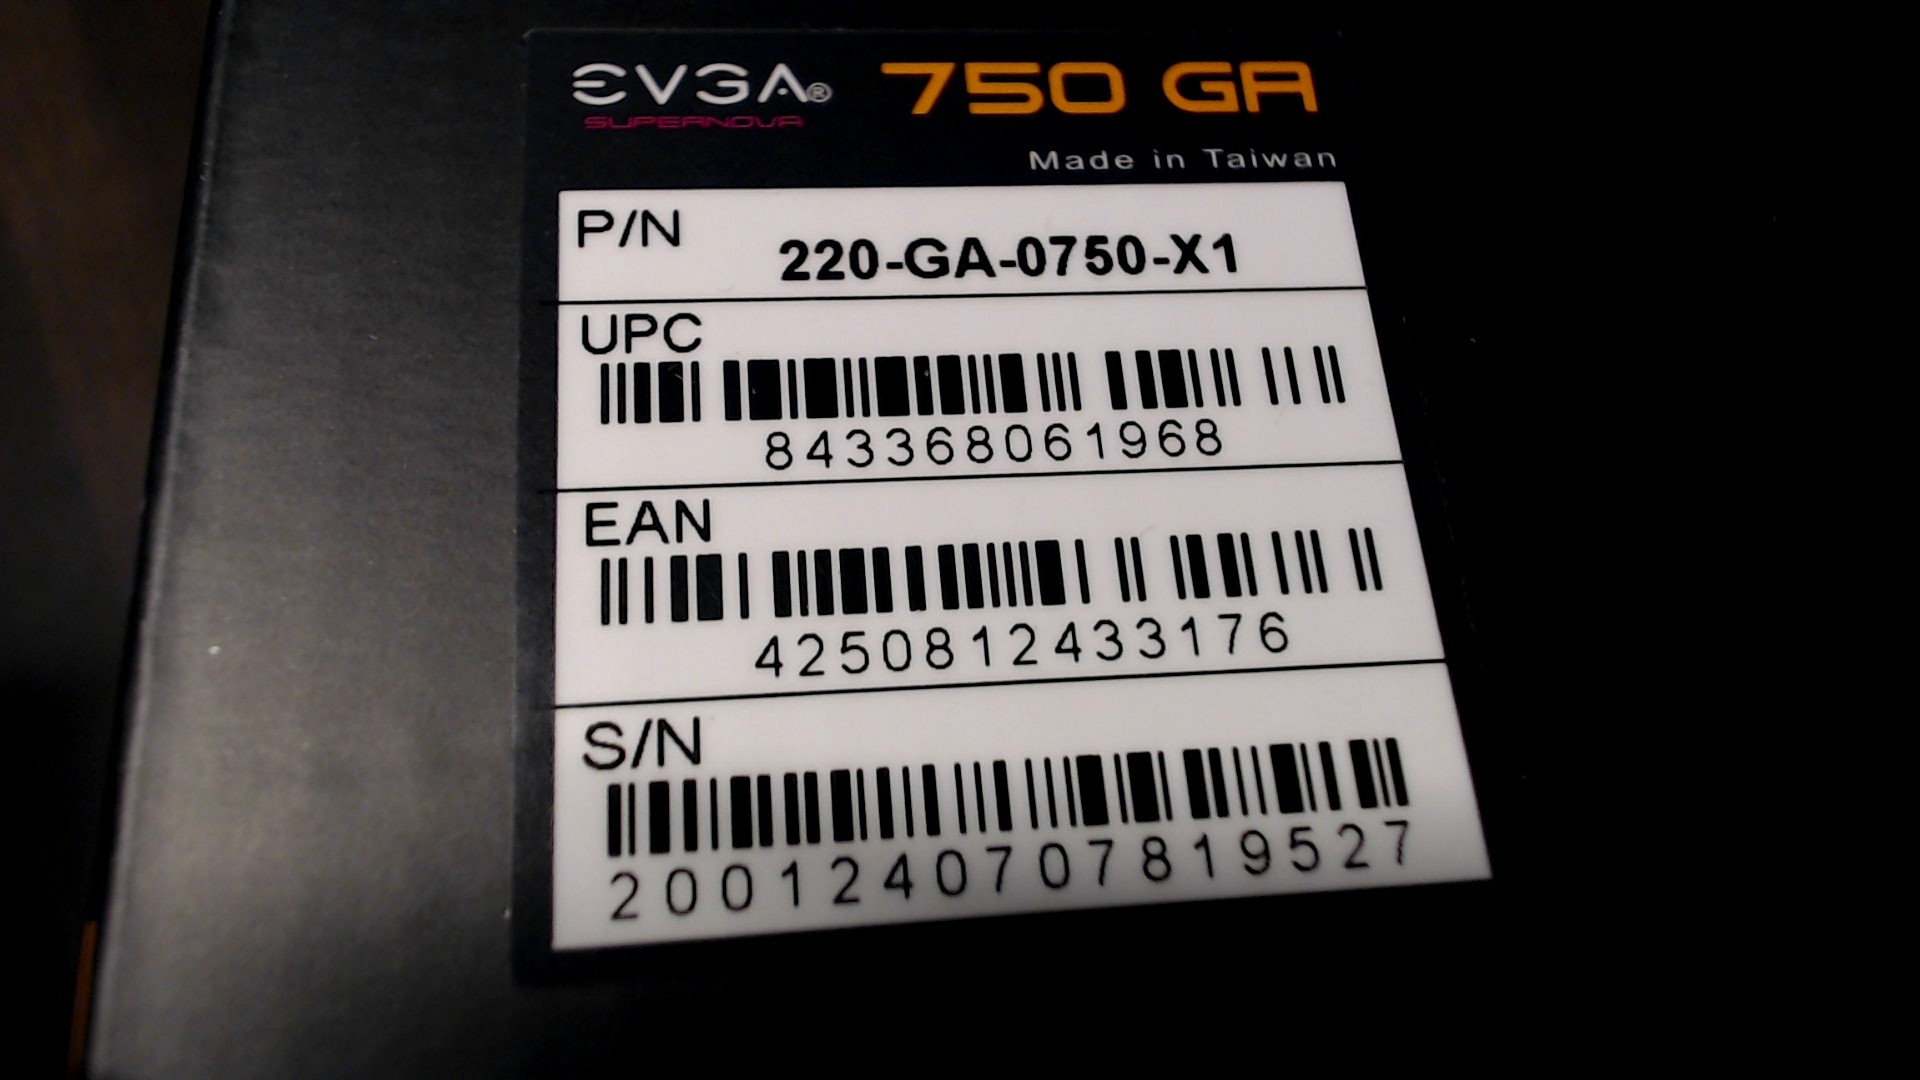 EVGA® 750 GA
SUPERNOVA
Made in Taiwan
P/N
220-GA-0750-X1
UPC
843368061968
EAN
4250812433176
S/N
2001240707819527